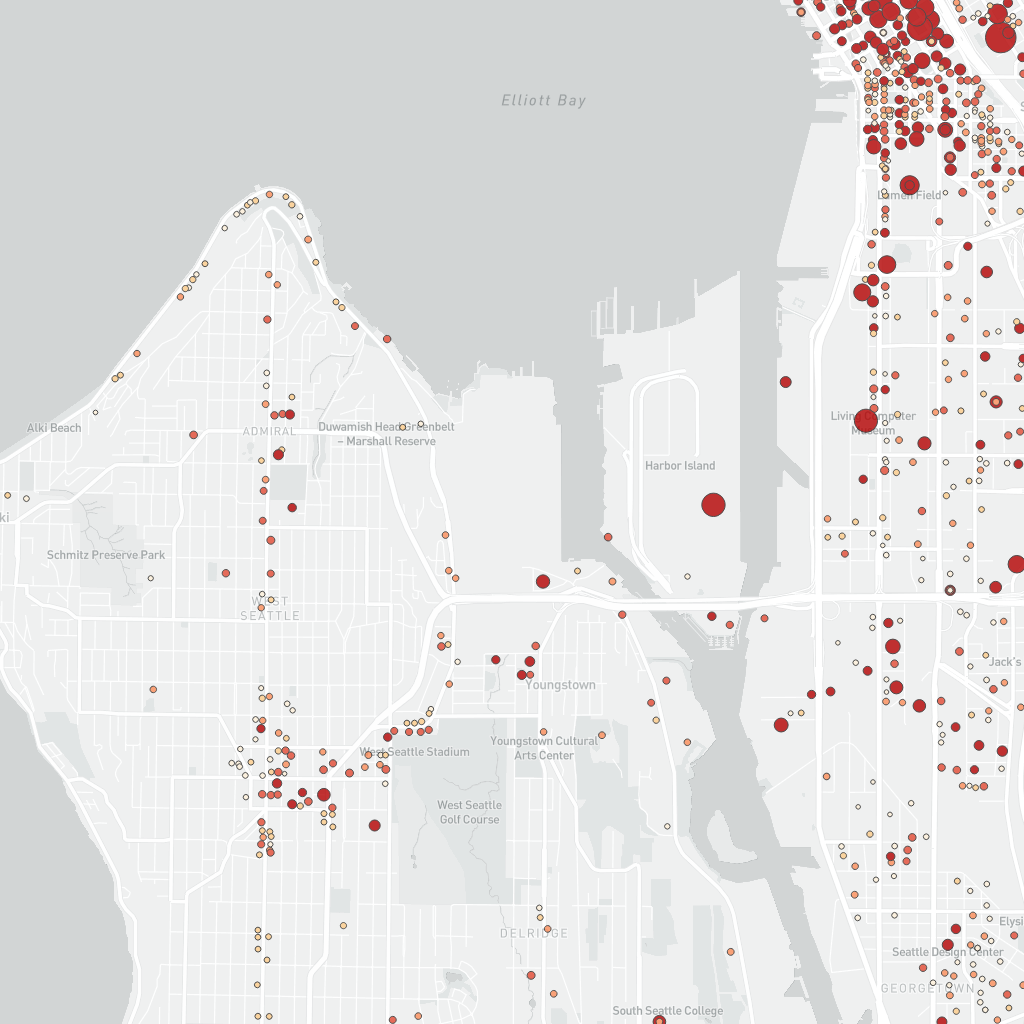 Elliott Bay
Lumen Field
Alki Beach
ADMIRAL
Duwamish Head Greenbelt
– Marshall Reserve
Living Computer
Museum
Harbor Island
ki
Schmitz Preserve Park
WEST
SEATTLE
Jack's
Youngstown
West Seattle Stadium
Youngstown Cultural
Arts Center
West Seattle
Golf Course
Elysi
DELRIDGE
Seattle Design Center
GEORGETOWN
South Seattle College